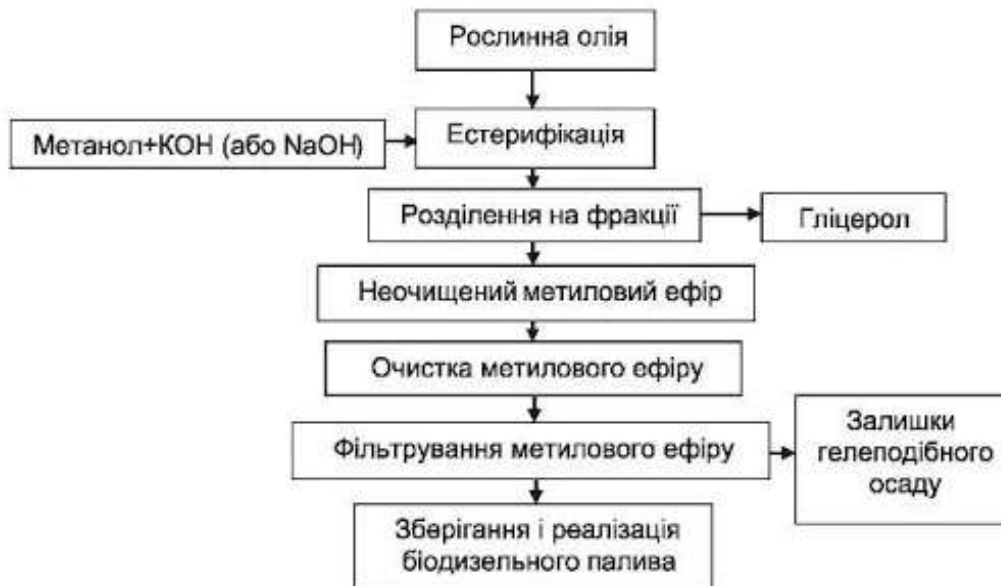 Рослинна олія
Метанол+КОН (або NaOH)
Естерифікація
Розділення на фракції
Гліцерол
Неочищений метиловий ефір
Очистка метилового ефіру
Фільтрування метилового ефіру
Залишки
гелеподібного
осаду
Зберігання і реалізація
біодизельного палива